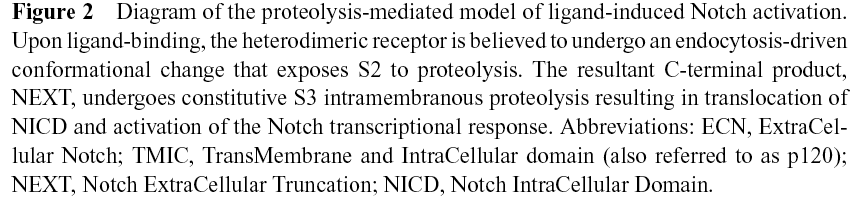 Figure 2 Diagram of the proteolysis-mediated model of ligand-induced Notch activation.
Upon ligand-binding, the heterodimeric receptor is believed to undergo an endocytosis-driven
conformational change that exposes S2 to proteolysis. The resultant C-terminal product,
NEXT, undergoes constitutive S3 intramembranous proteolysis resulting in translocation of
NICD and activation of the Notch transcriptional response. Abbreviations: ECN, ExtraCel-
lular Notch; TMIC, TransMembrane and IntraCellular domain (also referred to as p120);
NEXT, Notch ExtraCellular Truncation; NICD, Notch IntraCellular Domain.